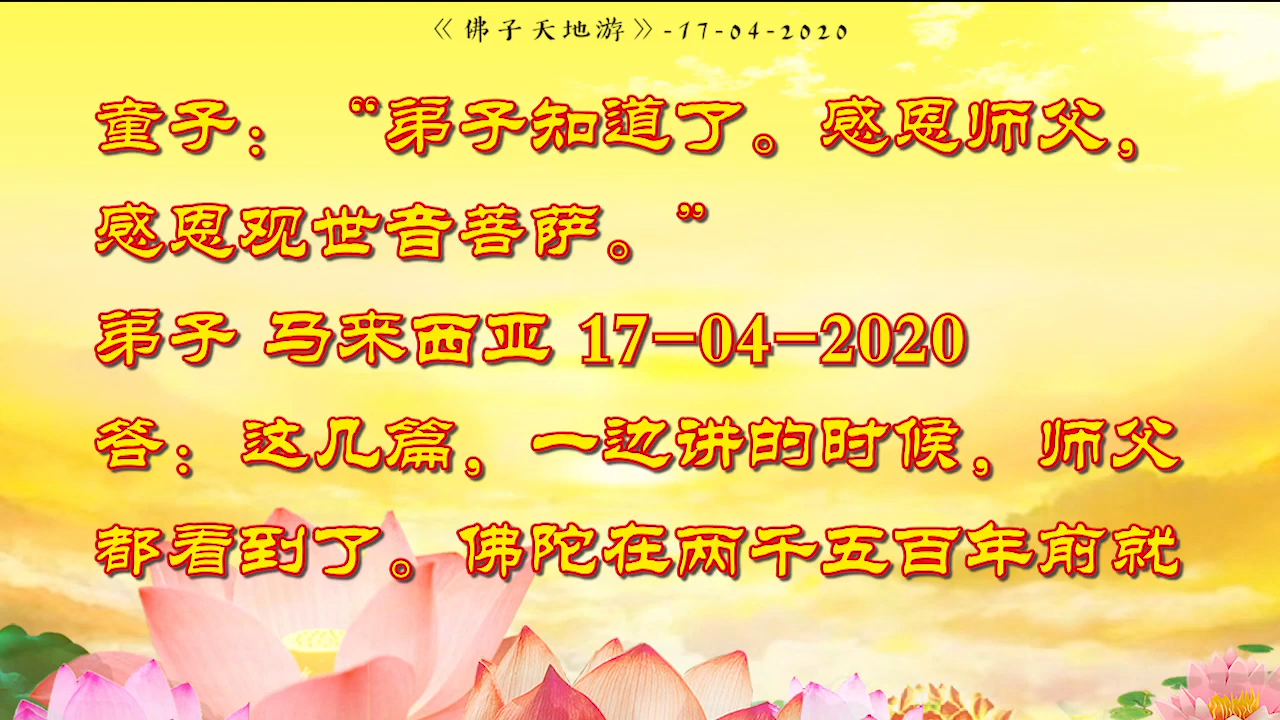 《佛子天地游》-17-04-2020
童子：“弟子知道了。感恩师父，
感恩观世音菩萨。”
弟子 马来西亚 17-04-2020
答：这几篇，一边讲的时候，师父
都看到了。佛陀在两千五百年前就